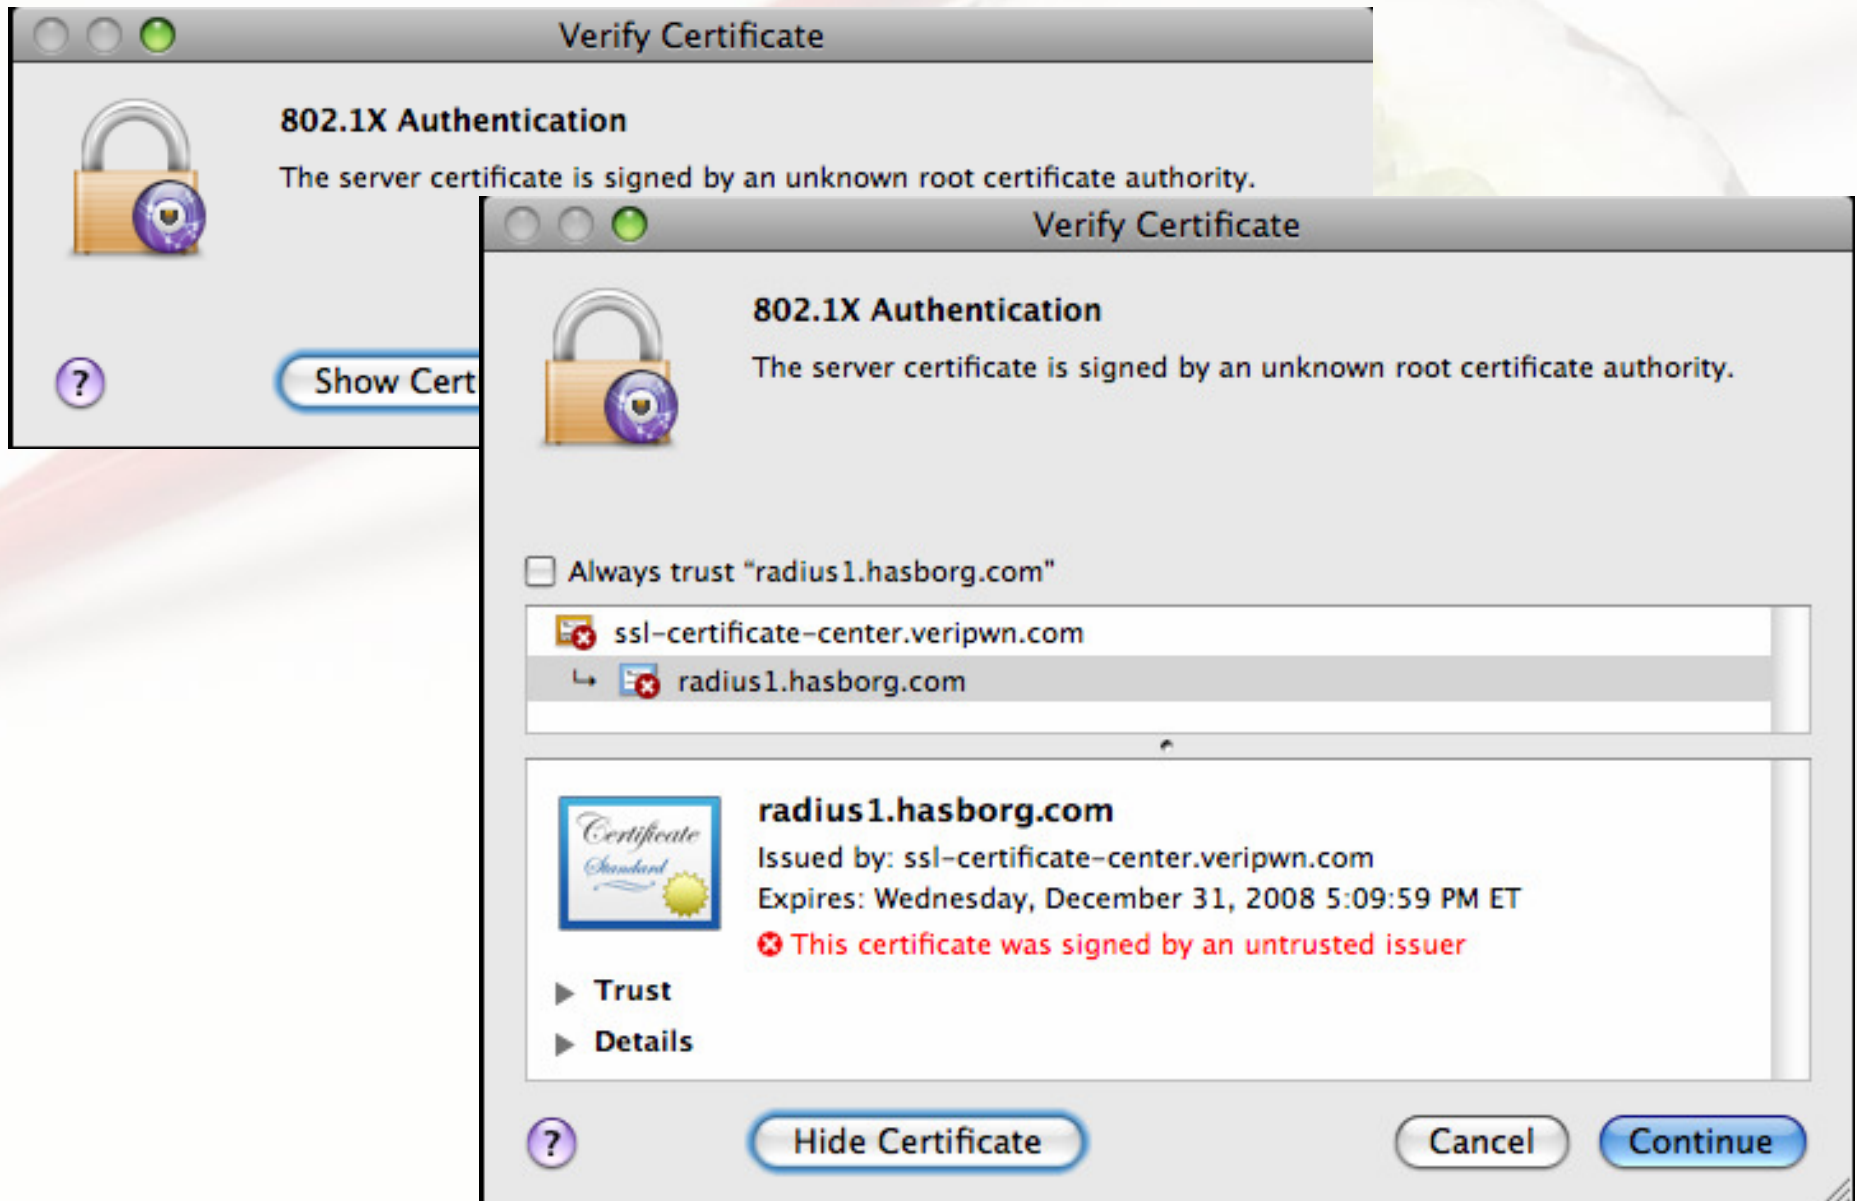 Verify Certificate
802.1X Authentication
The server certificate is signed by an unknown root certificate authority.
?
Show Cert
Verify Certificate
802.1X Authentication
The server certificate is signed by an unknown root certificate authority.
Always trust “radius1.hasborg.com”
ssl-certificate-center.veripwn.com
radius1.hasborg.com
Certificate
Standard
radius1.hasborg.com
Issued by: ssl-certificate-center.veripwn.com
Expires: Wednesday, December 31, 2008 5:09:59 PM ET
This certificate was signed by an untrusted issuer
Trust
Details
?
Hide Certificate
Cancel
Continue